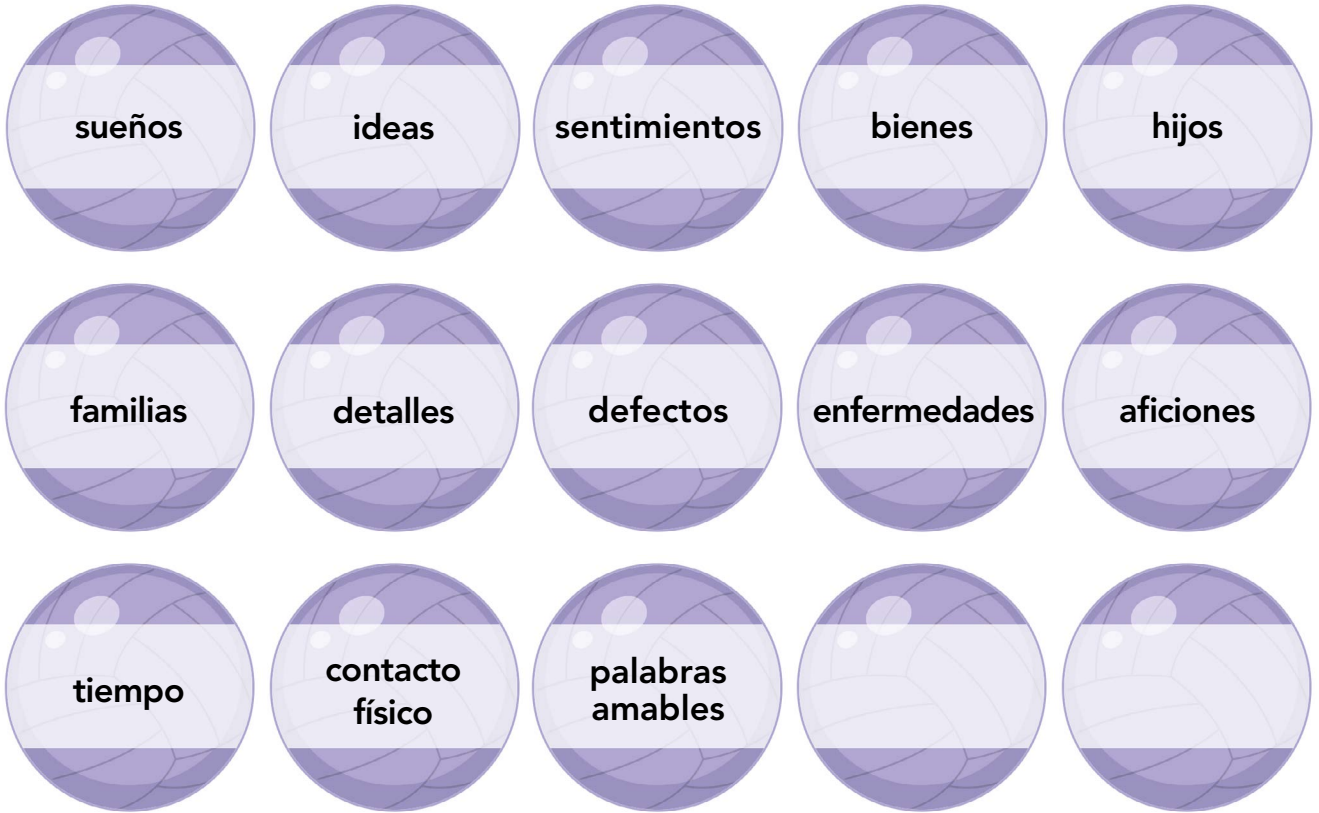 sueños
ideas
sentimientos
bienes
hijos
familias
detalles
defectos
enfermedades
aficiones
tiempo
contacto
físico
palabras
amables